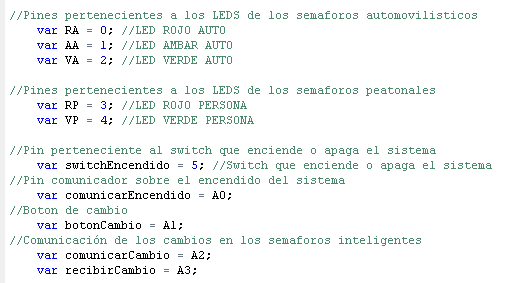 //Pines pertenecientes a los LEDS de los semaforos automovilisticos
var RA = 0; //LED ROJO AUTO
var AA = 1; //LED AMBAR AUTO
var VA = 2; //LED VERDE AUTO
//Pines pertenecientes a los LEDS de los semaforos peatonales
var RP = 3; //LED ROJO PERSONA
var VP = 4; //LED VERDE PERSONA
//Pin perteneciente al switch que enciende o apaga el sistema
var switchEncendido = 5; //Switch que enciende o apaga el sistema
//Pin comunicador sobre el encendido del sistema
var comunicarEncendido = A0;
//Boton de cambio
var botonCambio = A1;
//Comunicación de los cambios en los semaforos inteligentes
var comunicarCambio = A2;
var recibirCambio = A3;